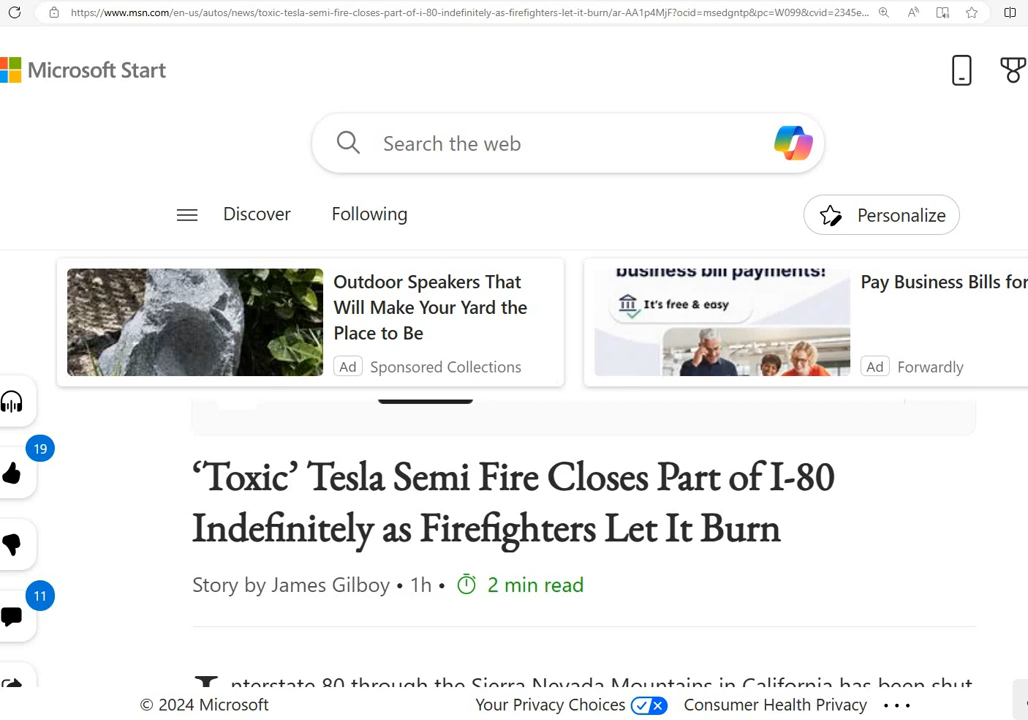 https://www.msn.com/en-us/autos/news/toxic-tesla-semi-fire-closes-part-of-i-80-indefinitely-as-firefighters-let-it-burn/ar-AA1p4MjF?ocid=msedgntp&pc=W099&cvid=2345e...
Microsoft Start
Search the web
Discover
Following
Personalize
Outdoor Speakers That
Will Make Your Yard the
Place to Be
Ad Sponsored Collections
business bill payments!
It's free & easy
Pay Business Bills for
Ad Forwardly
19
11
‘Toxic’ Tesla Semi Fire Closes Part of I-80
Indefinitely as Firefighters Let It Burn
Story by James Gilboy • 1h • 2 min read
Interstate 80 through the Sierra Nevada Mountains in California has been shut
© 2024 Microsoft
Your Privacy Choices
Consumer Health Privacy